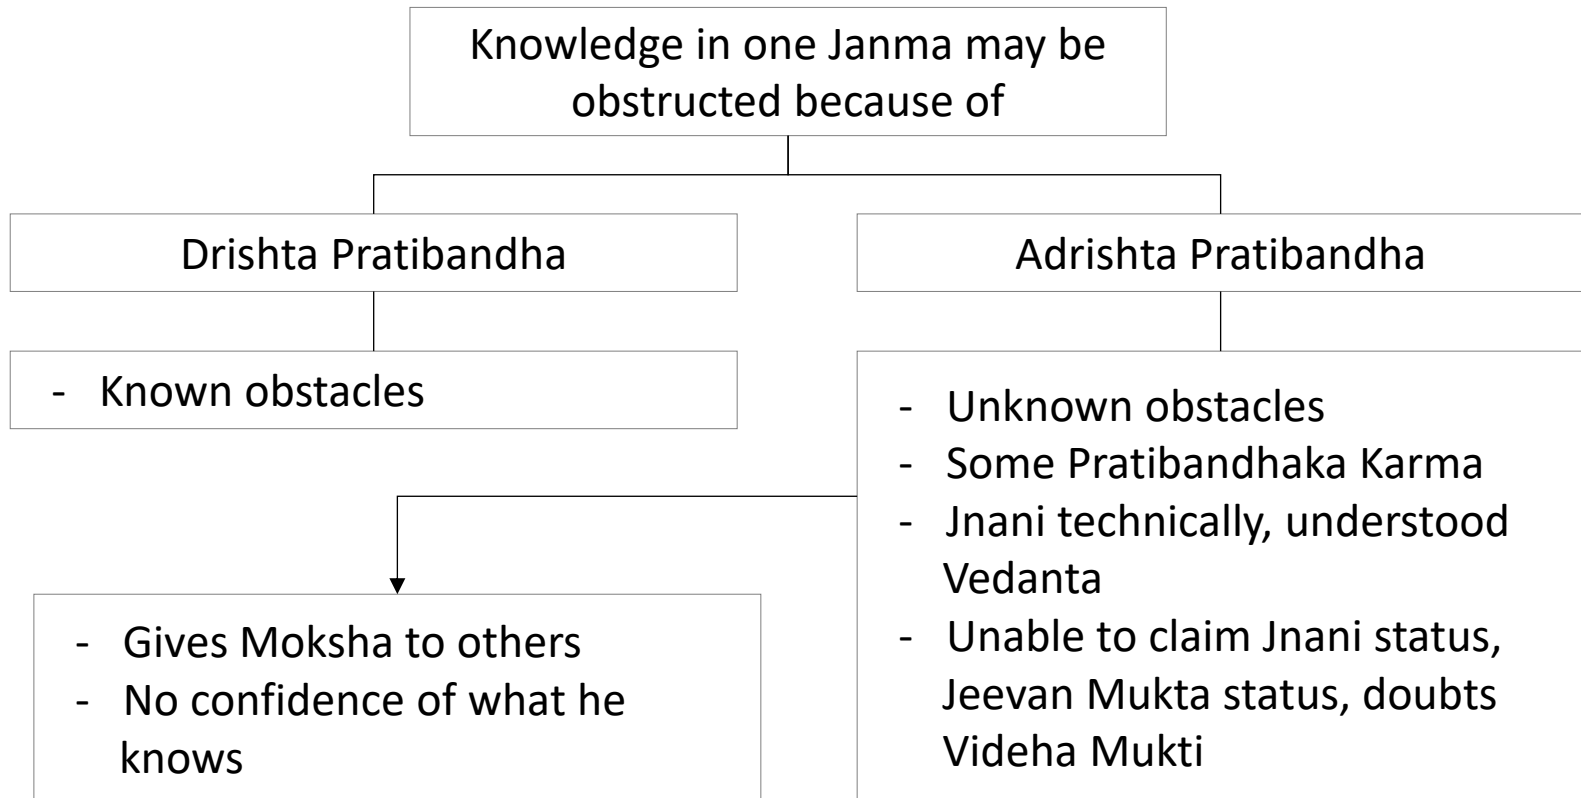 Knowledge in one Janma may be
obstructed because of
Drishta Pratibandha
Adrishta Pratibandha
- Known obstacles
- Unknown obstacles
- Some Pratibandhaka Karma
- Jnani technically, understood
Vedanta
- Unable to claim Jnani status,
Jeevan Mukta status, doubts
Videha Mukti
- Gives Moksha to others
- No confidence of what he
knows